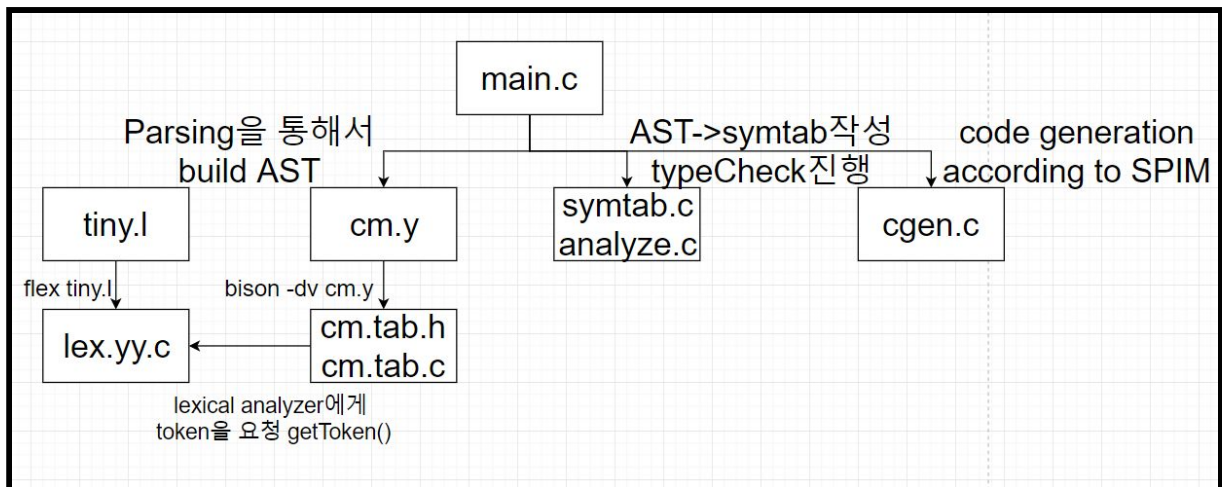 main.c
Parsing을 통해서
build AST
AST->symtab작성
typeCheck진행
code generation
according to SPIM
tiny.l
cm.y
symtab.c
analyze.c
cgen.c
flex tiny.l
bison -dv cm.y
lex.yy.c
cm.tab.h
cm.tab.c
lexical analyzer에게
token을 요청 getToken()